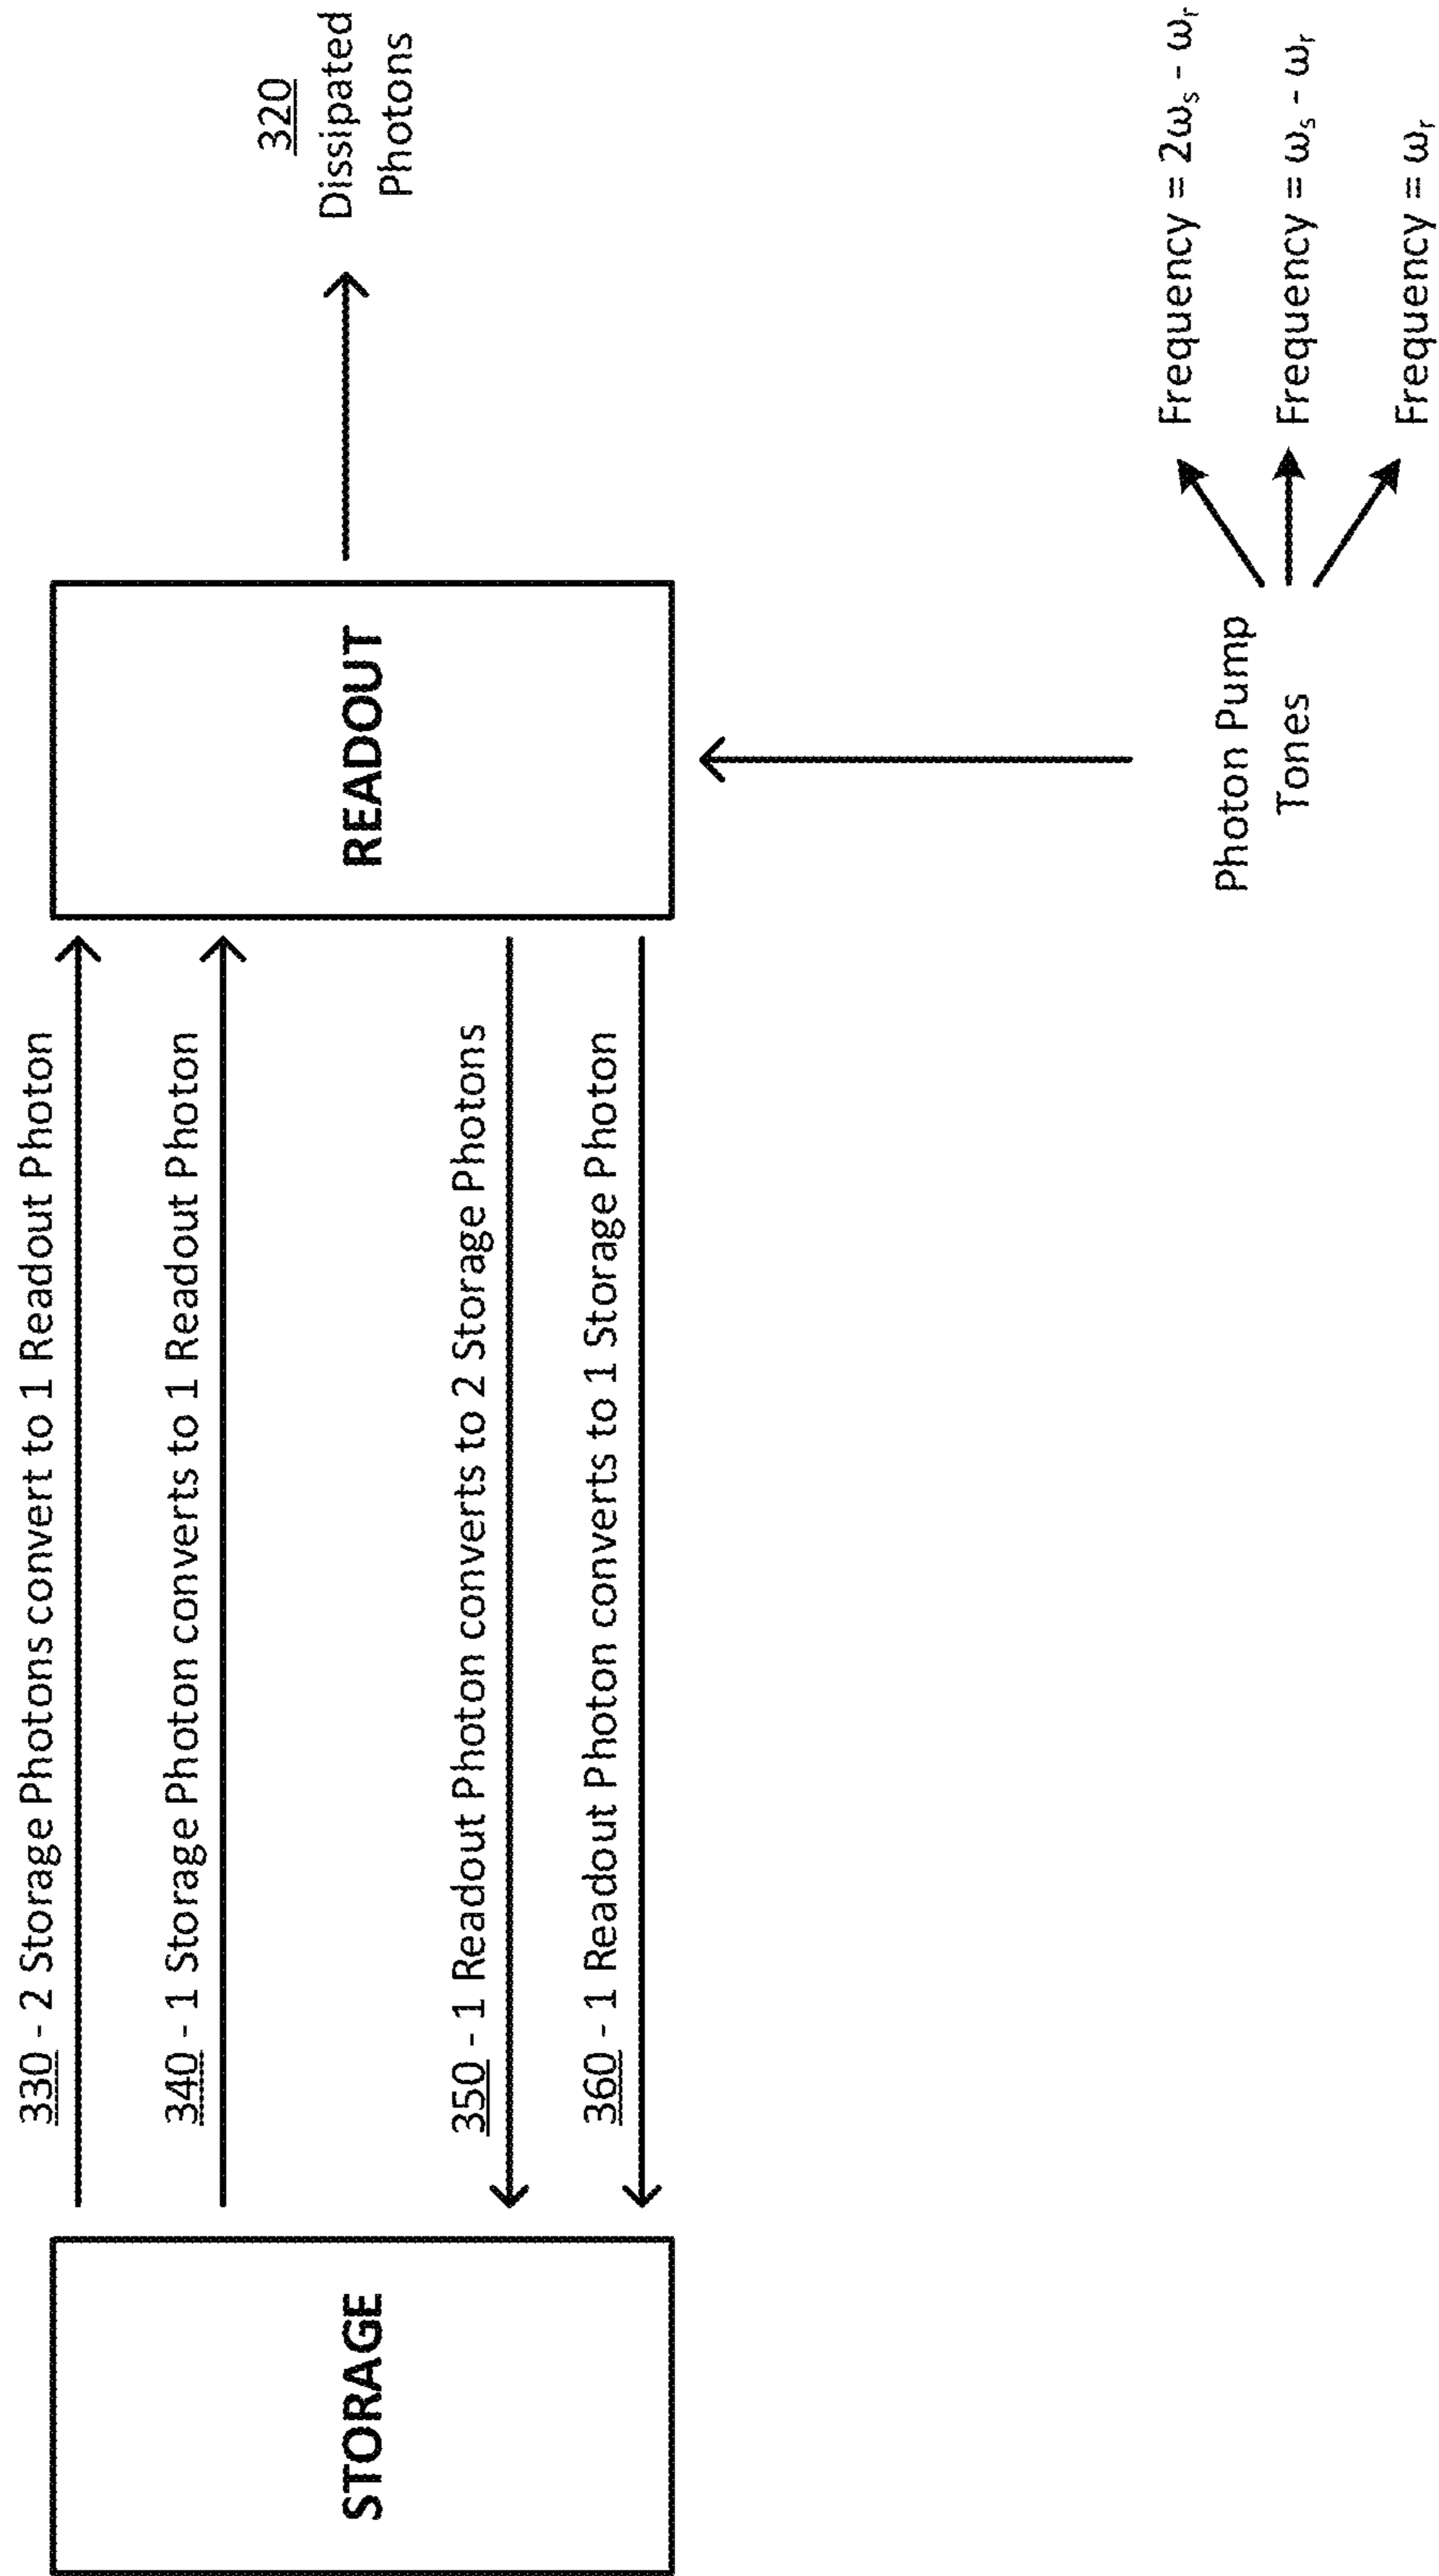 330 - 2 Storage Photons convert to 1 Readout Photon
340 - 1 Storage Photon converts to 1 Readout Photon
350 - 1 Readout Photon converts to 2 Storage Photons
360 - 1 Readout Photon converts to 1 Storage Photon
STORAGE
READOUT
320
Dissipated
Photons
Photon Pump
Tones
Frequency = 2ωₛ - ωᵣ
Frequency = ωₛ - ωᵣ
Frequency = ωᵣ